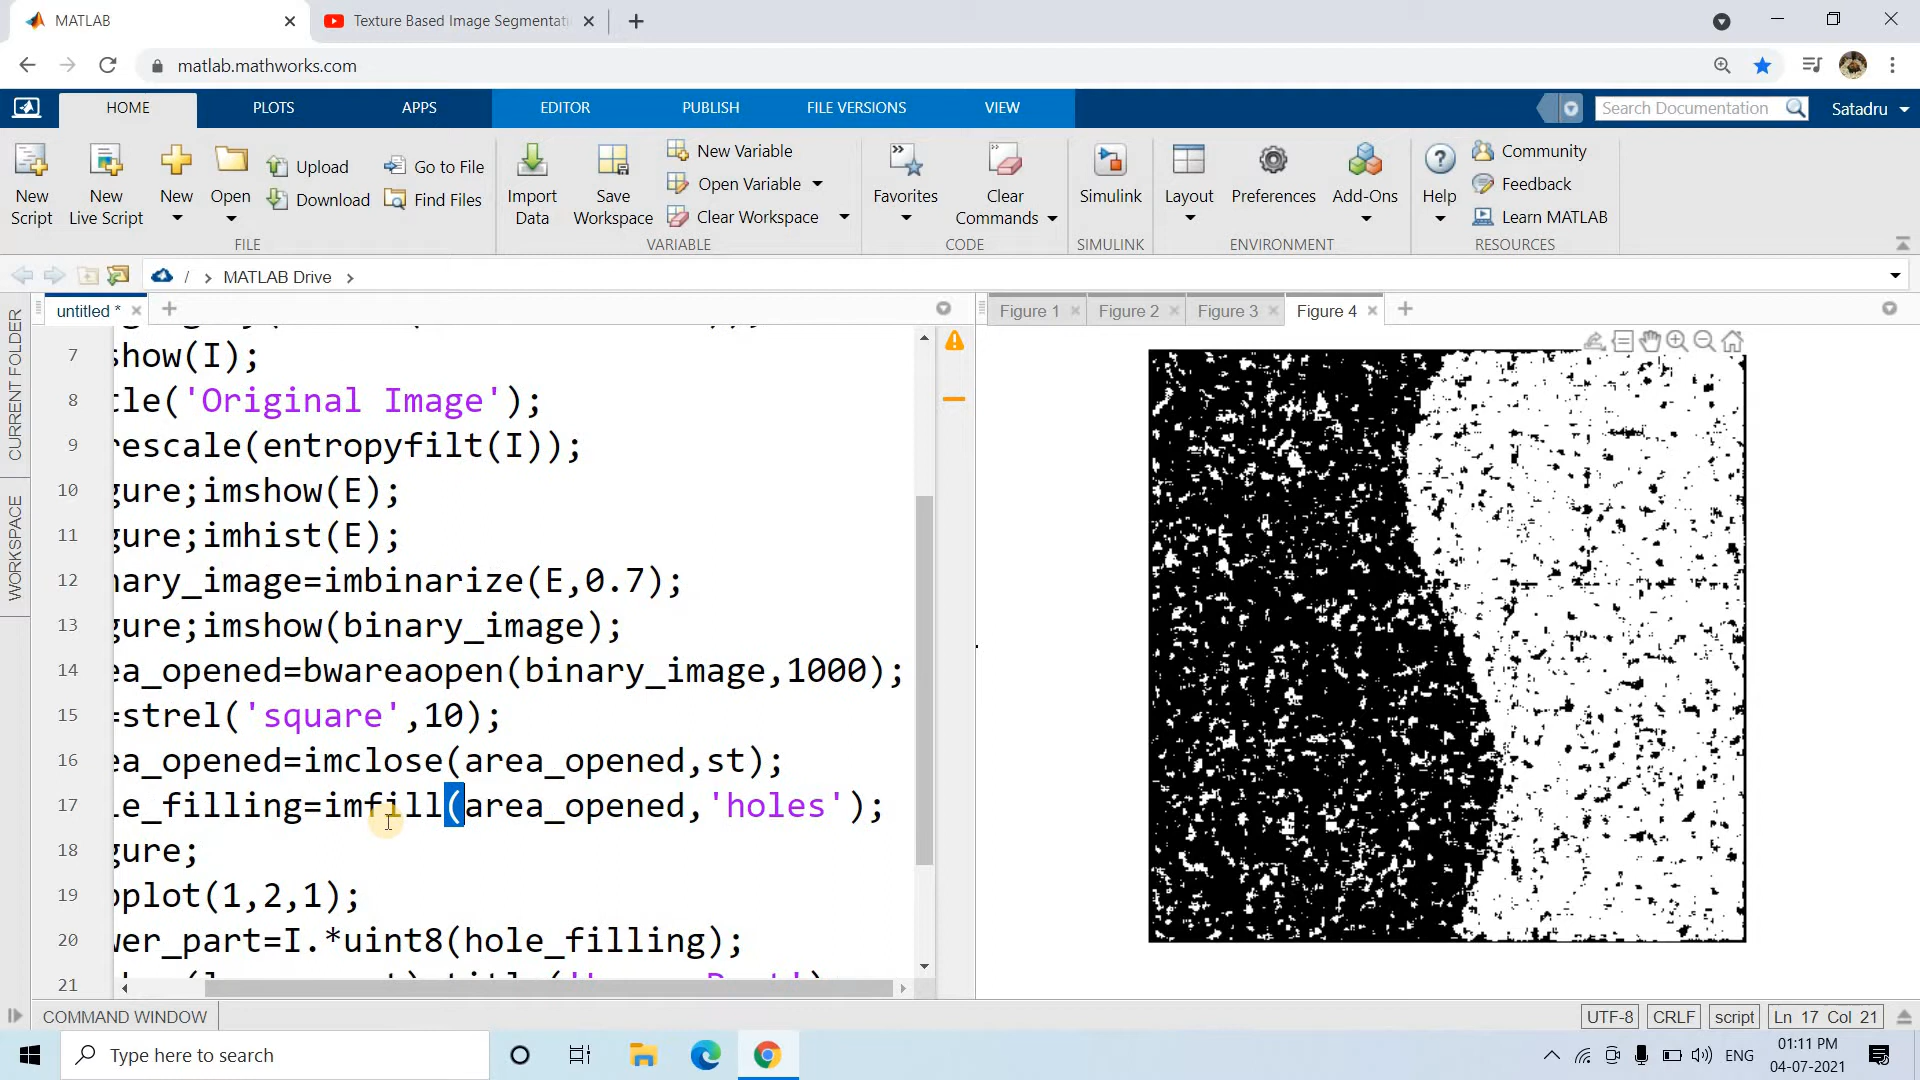 MATLAB
Texture Based Image Segmentati
matlab.mathworks.com
HOME
PLOTS
APPS
EDITOR
PUBLISH
FILE VERSIONS
VIEW
Search Documentation
Satadru
New Script
New Live Script
New
Open
Upload
Download
Go to File
Find Files
FILE
Import Data
Save Workspace
New Variable
Open Variable
Clear Workspace
VARIABLE
Favorites
Clear Commands
CODE
Simulink
SIMULINK
Layout
Preferences
Add-Ons
ENVIRONMENT
Help
Community
Feedback
Learn MATLAB
RESOURCES
/ > MATLAB Drive >
CURRENT FOLDER
WORKSPACE
untitled *
Figure 1
Figure 2
Figure 3
Figure 4
7 show(I);
8 tle('Original Image');
9 rescale(entropyfilt(I));
10 gure;imshow(E);
11 gure;imhist(E);
12 nary_image=imbinarize(E,0.7);
13 gure;imshow(binary_image);
14 ea_opened=bwareaopen(binary_image,1000);
15 =strel('square',10);
16 ea_opened=imclose(area_opened,st);
17 le_filling=imfill(area_opened,'holes');
18 gure;
19 bplot(1,2,1);
20 wer_part=I.*uint8(hole_filling);
21
COMMAND WINDOW
UTF-8
CRLF
script
Ln 17 Col 21
Type here to search
ENG
01:11 PM
04-07-2021